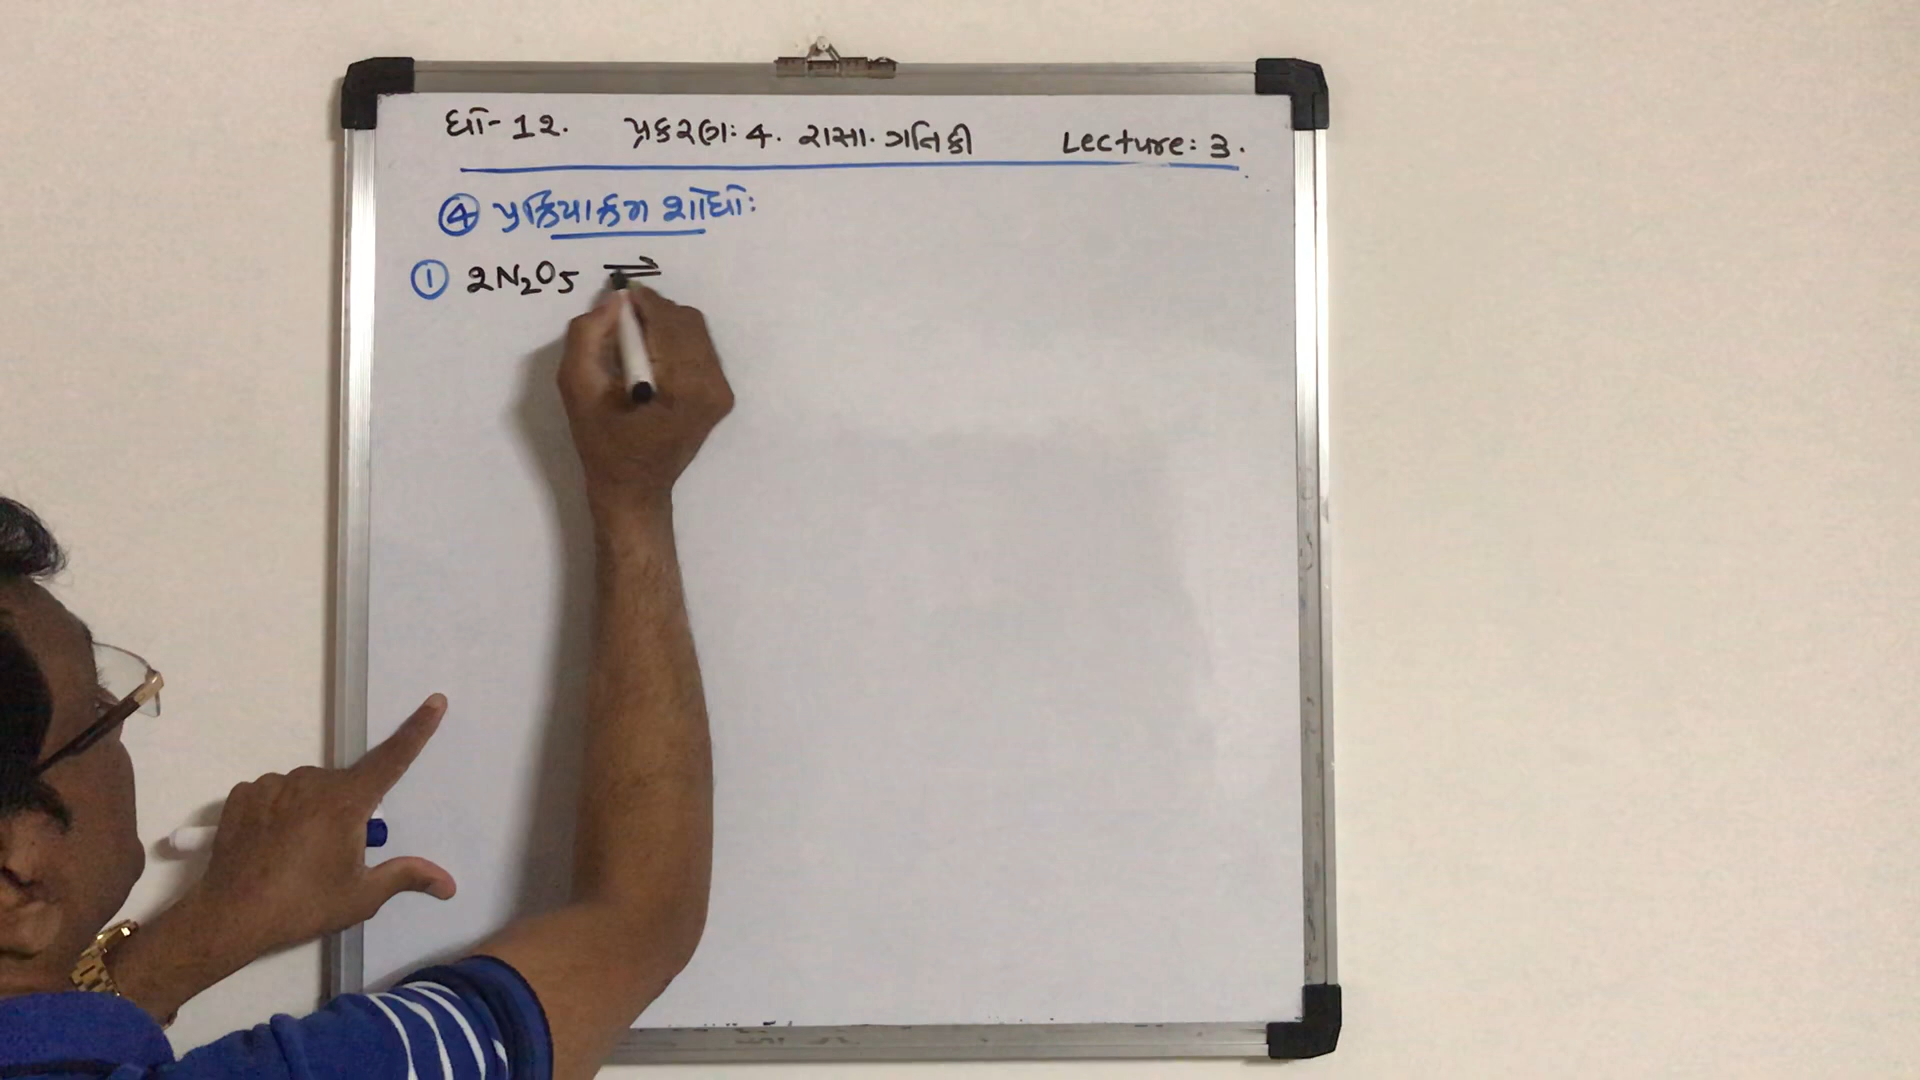 ધો-12. પ્રકરણ: 4. રાસા. ગતિકી Lecture: 3.
④ પ્રક્રિયાક્રમ શોધો:
① 2N₂O₅ ⇌